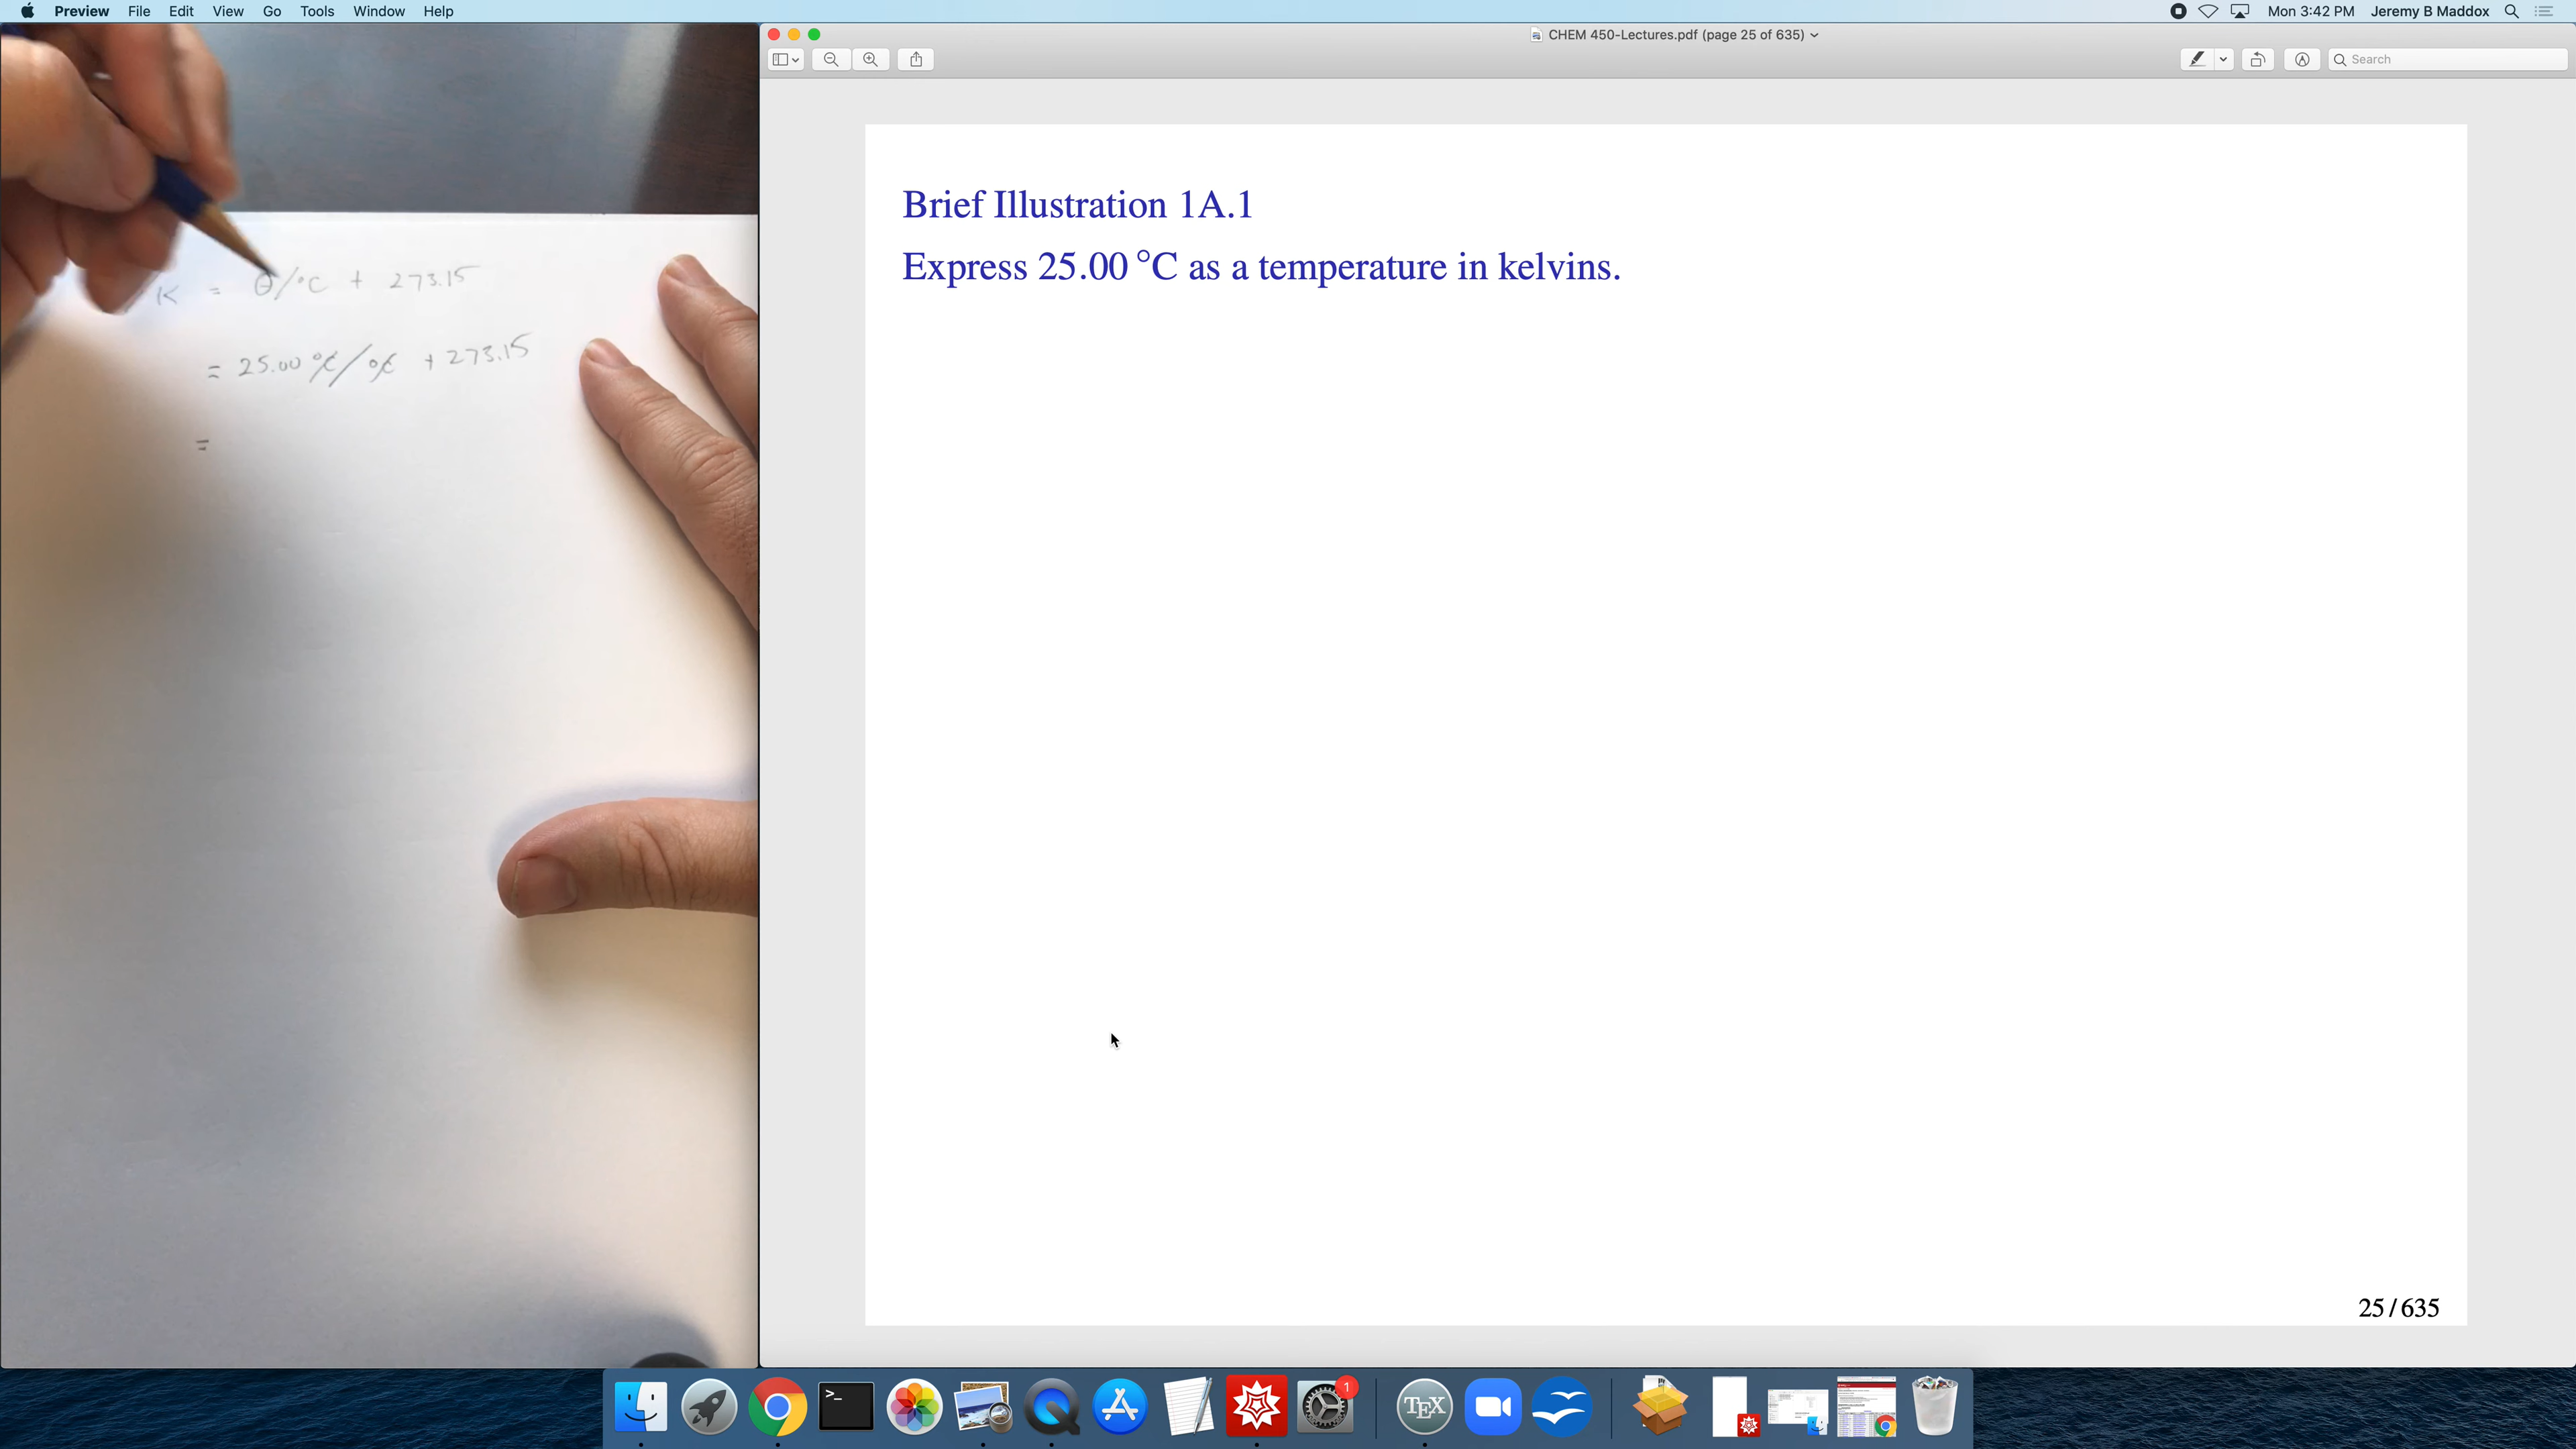 Preview File Edit View Go Tools Window Help
Mon 3:42 PM Jeremy B Maddox
CHEM 450-Lectures.pdf (page 25 of 635)
Search
K = θ/°C + 273.15
= 25.00 °C/°C + 273.15
=
Brief Illustration 1A.1
Express 25.00 °C as a temperature in kelvins.
25 / 635
>_
1
TEX